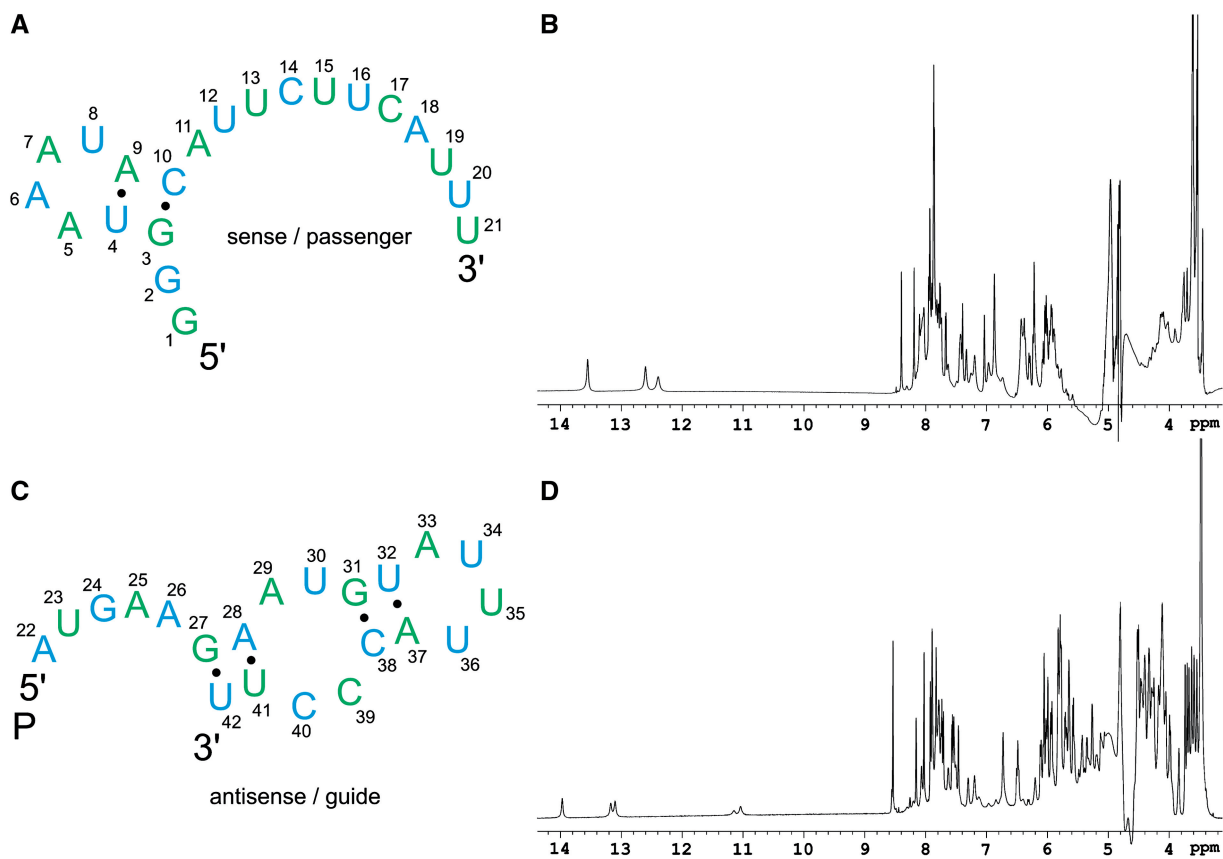 A
1 G
2 G
3 G
4 U
5 A
6 A
7 A
8 U
9 A
10 C
11 A
12 U
13 U
14 C
15 U
16 U
17 C
18 A
19 U
20 U
21 U
5'
3'
sense / passenger
B
14 13 12 11 10 9 8 7 6 5 4 ppm
C
22 A
23 U
24 G
25 A
26 A
27 G
28 A
29 A
30 U
31 G
32 U
33 A
34 U
35 U
36 U
37 A
38 C
39 C
40 C
41 U
42 U
5'
P
3'
antisense / guide
D
14 13 12 11 10 9 8 7 6 5 4 ppm